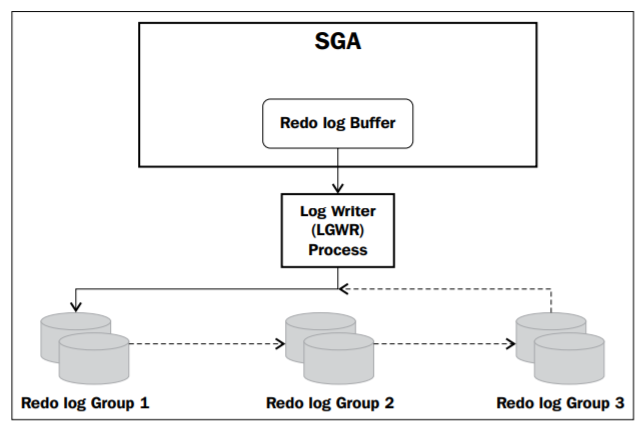 SGA
Redo log Buffer
Log Writer
(LGWR)
Process
Redo log Group 1
Redo log Group 2
Redo log Group 3